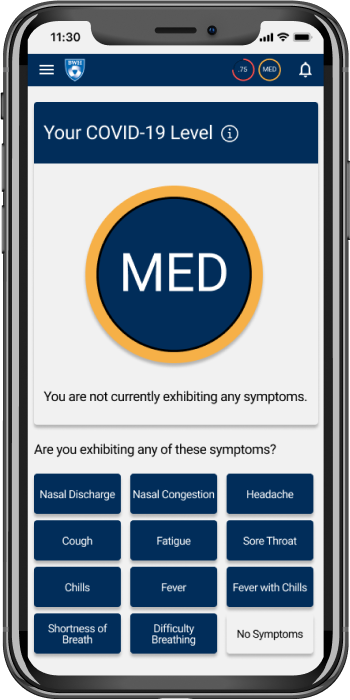 11:30
BWH
.75
MED
Your COVID-19 Level
MED
You are not currently exhibiting any symptoms.
Are you exhibiting any of these symptoms?
Nasal Discharge
Nasal Congestion
Headache
Cough
Fatigue
Sore Throat
Chills
Fever
Fever with Chills
Shortness of
Breath
Difficulty
Breathing
No Symptoms